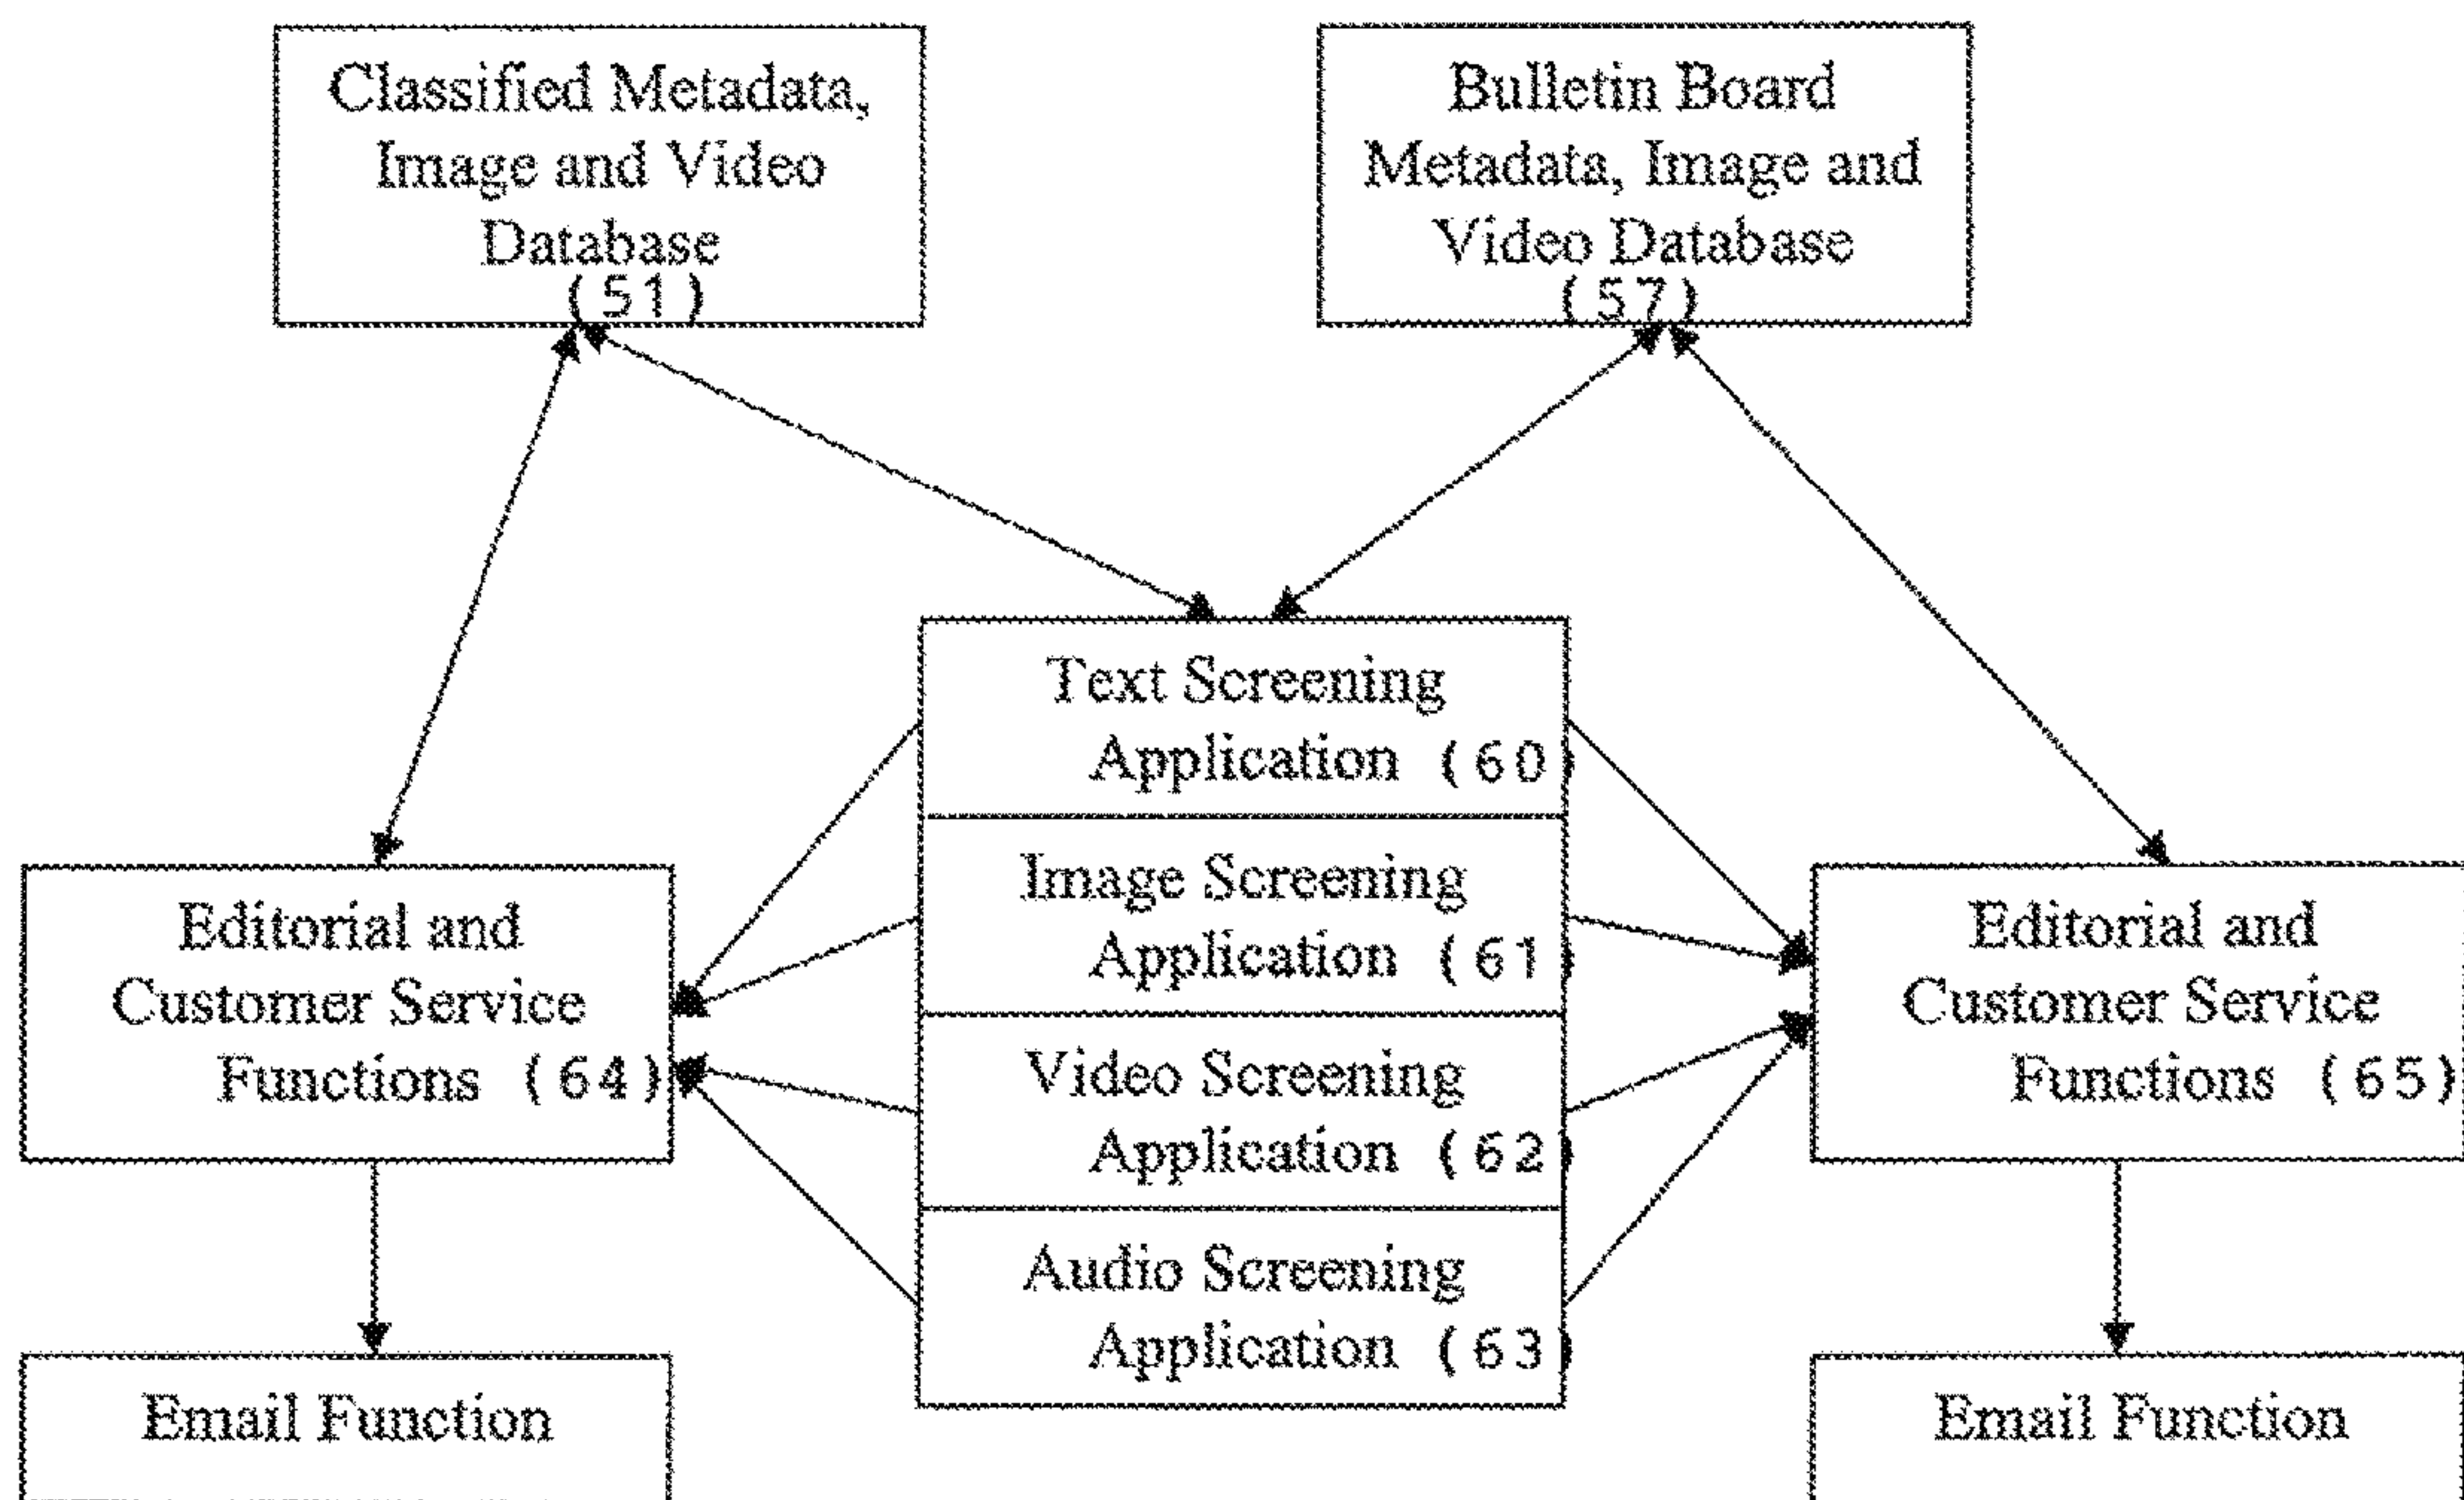 Classified Metadata,
Image and Video
Database
(51)
Bulletin Board
Metadata, Image and
Video Database
(57)
Text Screening
Application (60)
Image Screening
Application (61)
Video Screening
Application (62)
Audio Screening
Application (63)
Editorial and
Customer Service
Functions (64)
Editorial and
Customer Service
Functions (65)
Email Function
Email Function